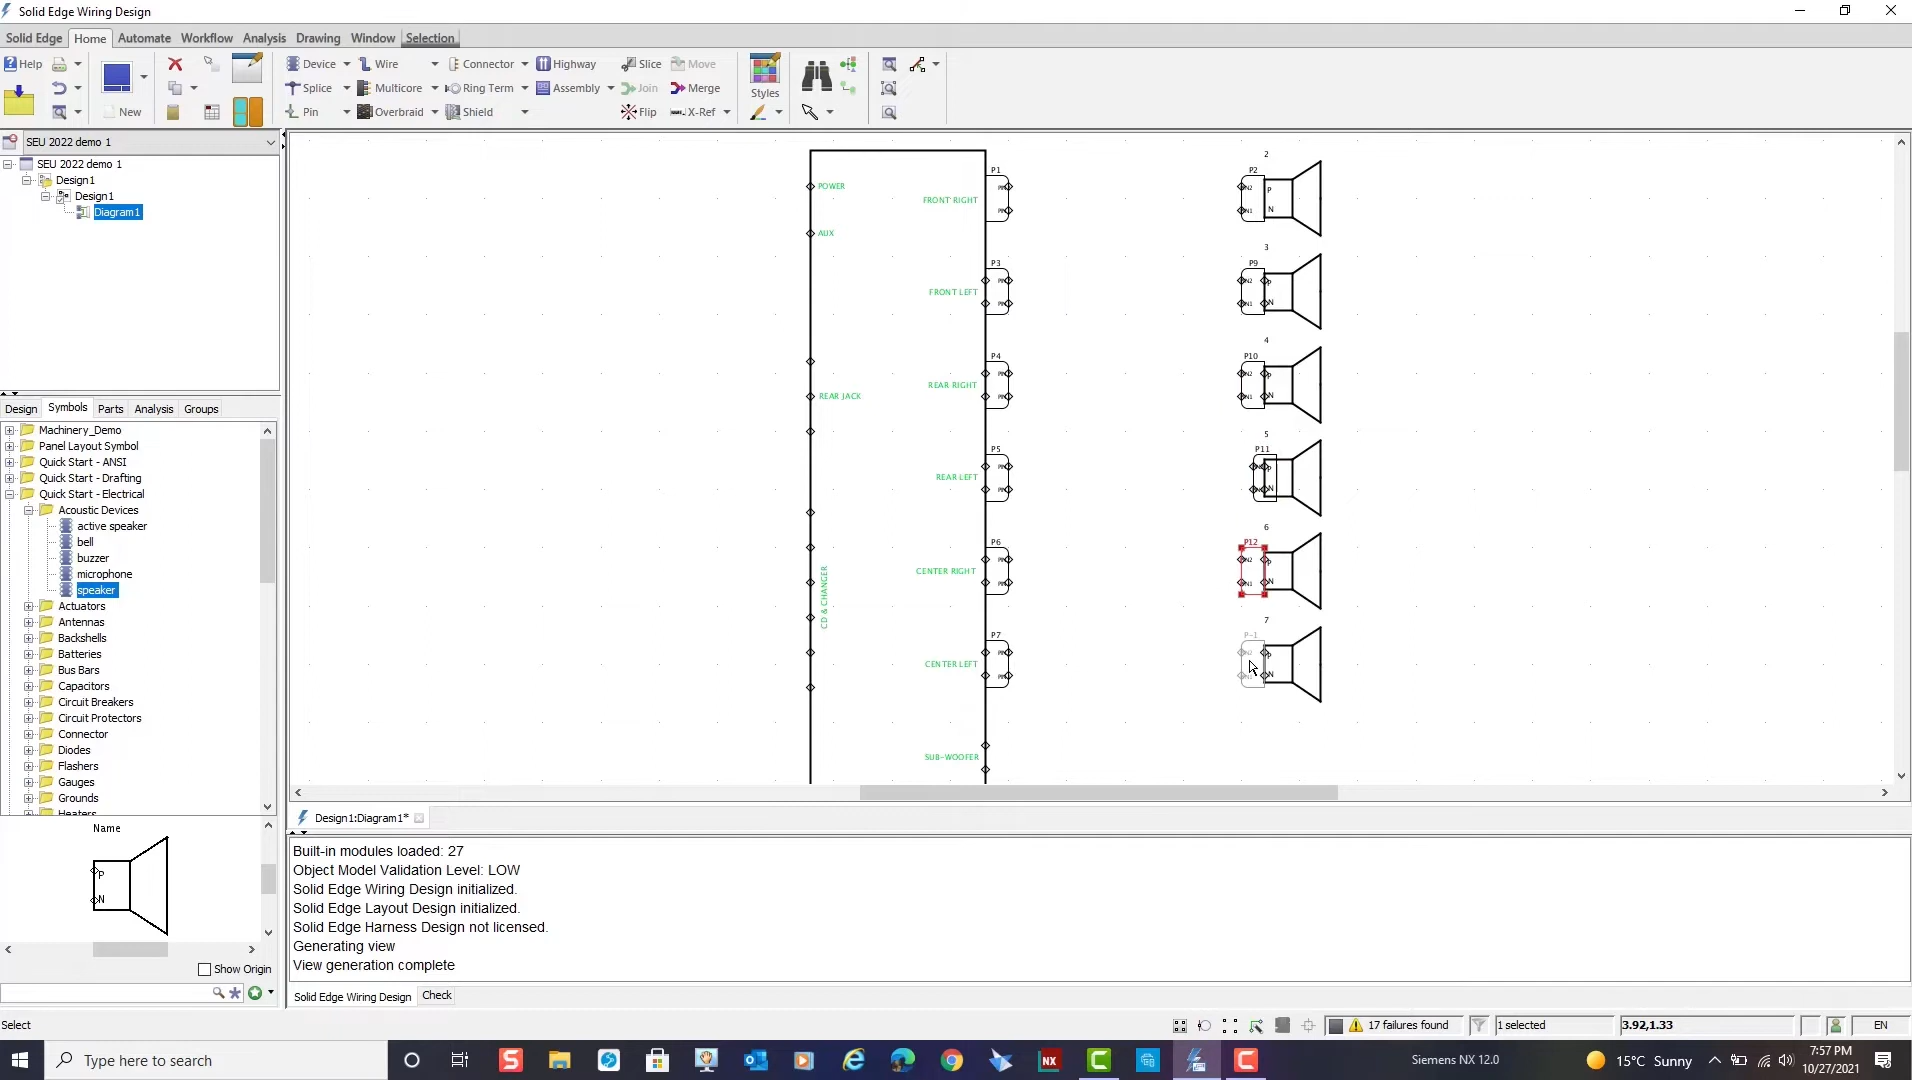 Solid Edge Wiring Design
Solid Edge Home Automate Workflow Analysis Drawing Window Selection
Help Device Wire Connector Highway Slice Move
Splice Multicore Ring Term Assembly Join Merge Styles
New Pin Overbraid Shield Flip X-Ref
SEU 2022 demo 1
SEU 2022 demo 1
Design1
Design1
Diagram1
Design Symbols Parts Analysis Groups
Machinery_Demo
Panel Layout Symbol
Quick Start - ANSI
Quick Start - Drafting
Quick Start - Electrical
Acoustic Devices
active speaker
bell
buzzer
microphone
speaker
Actuators
Antennas
Backshells
Batteries
Bus Bars
Capacitors
Circuit Breakers
Circuit Protectors
Connector
Diodes
Flashers
Gauges
Grounds
Heaters
Name
P
N
Show Origin
POWER
AUX
REAR JACK
CD & CHANGER
FRONT RIGHT
P1
FRONT LEFT
P3
REAR RIGHT
P4
REAR LEFT
P5
CENTER RIGHT
P6
CENTER LEFT
P7
SUB-WOOFER
2
P2
P
N
3
P9
P
N
4
P10
P
N
5
P11
P
N
6
P12
P
N
7
P-1
P
N
Design1:Diagram1*
Built-in modules loaded: 27
Object Model Validation Level: LOW
Solid Edge Wiring Design initialized.
Solid Edge Layout Design initialized.
Solid Edge Harness Design not licensed.
Generating view
View generation complete
Solid Edge Wiring Design Check
Select 17 failures found 1 selected 3.92,1.33 EN
Type here to search
Siemens NX 12.0
15°C Sunny
7:57 PM
10/27/2021